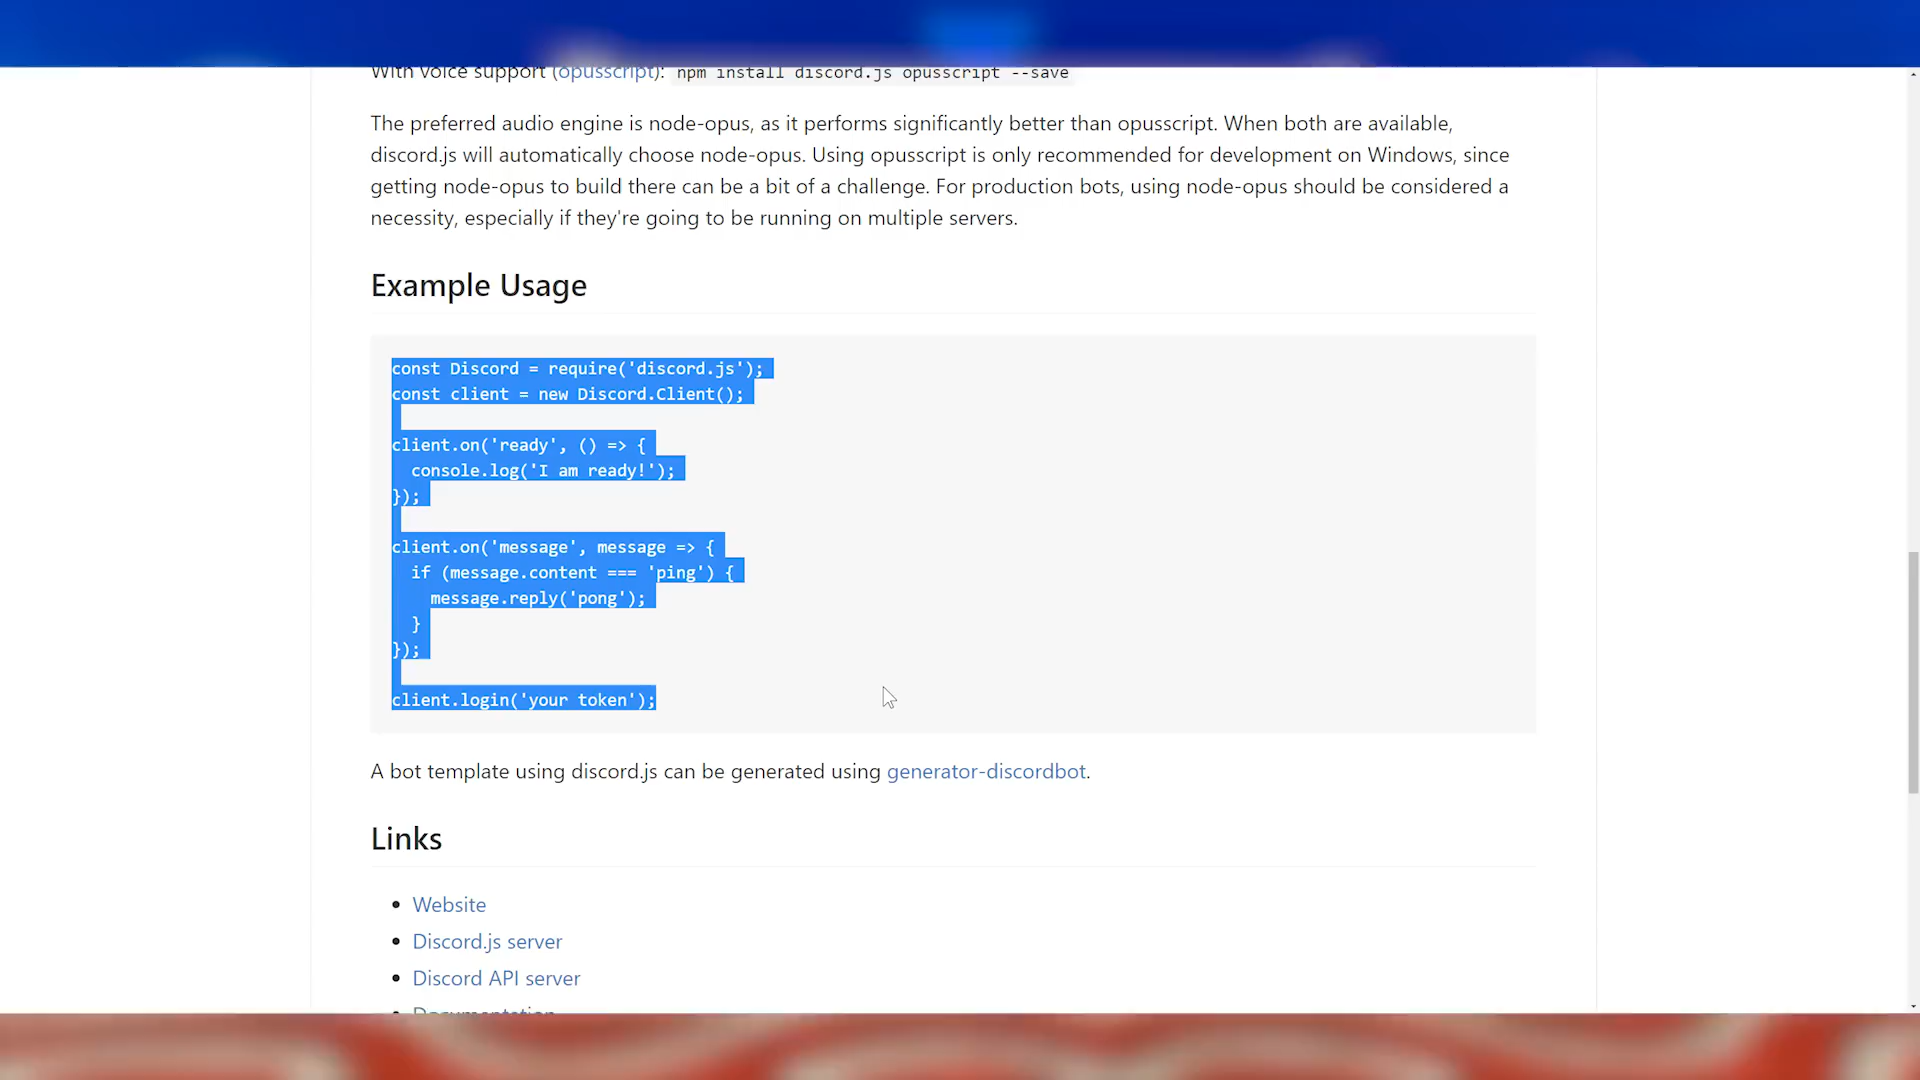 With voice support (opusscript): npm install discord.js opusscript --save
The preferred audio engine is node-opus, as it performs significantly better than opusscript. When both are available,
discord.js will automatically choose node-opus. Using opusscript is only recommended for development on Windows, since
getting node-opus to build there can be a bit of a challenge. For production bots, using node-opus should be considered a
necessity, especially if they're going to be running on multiple servers.
Example Usage
const Discord = require('discord.js');
const client = new Discord.Client();
client.on('ready', () => {
  console.log('I am ready!');
});
client.on('message', message => {
  if (message.content === 'ping') {
    message.reply('pong');
  }
});
client.login('your token');
A bot template using discord.js can be generated using generator-discordbot.
Links
• Website
• Discord.js server
• Discord API server
• Documentation